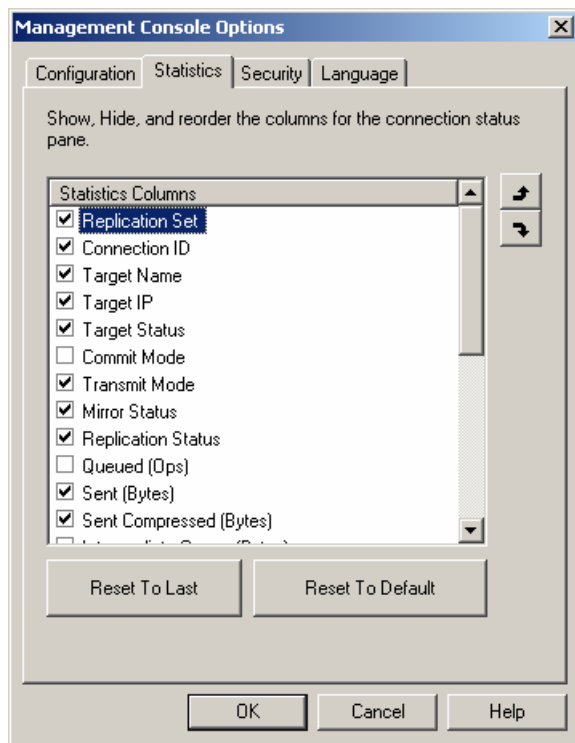 Management Console Options
Configuration Statistics Security Language
Show, Hide, and reorder the columns for the connection status
pane.
Statistics Columns
Replication Set
Connection ID
Target Name
Target IP
Target Status
Commit Mode
Transmit Mode
Mirror Status
Replication Status
Queued (Ops)
Sent (Bytes)
Sent Compressed (Bytes)
Reset To Last Reset To Default
OK Cancel Help